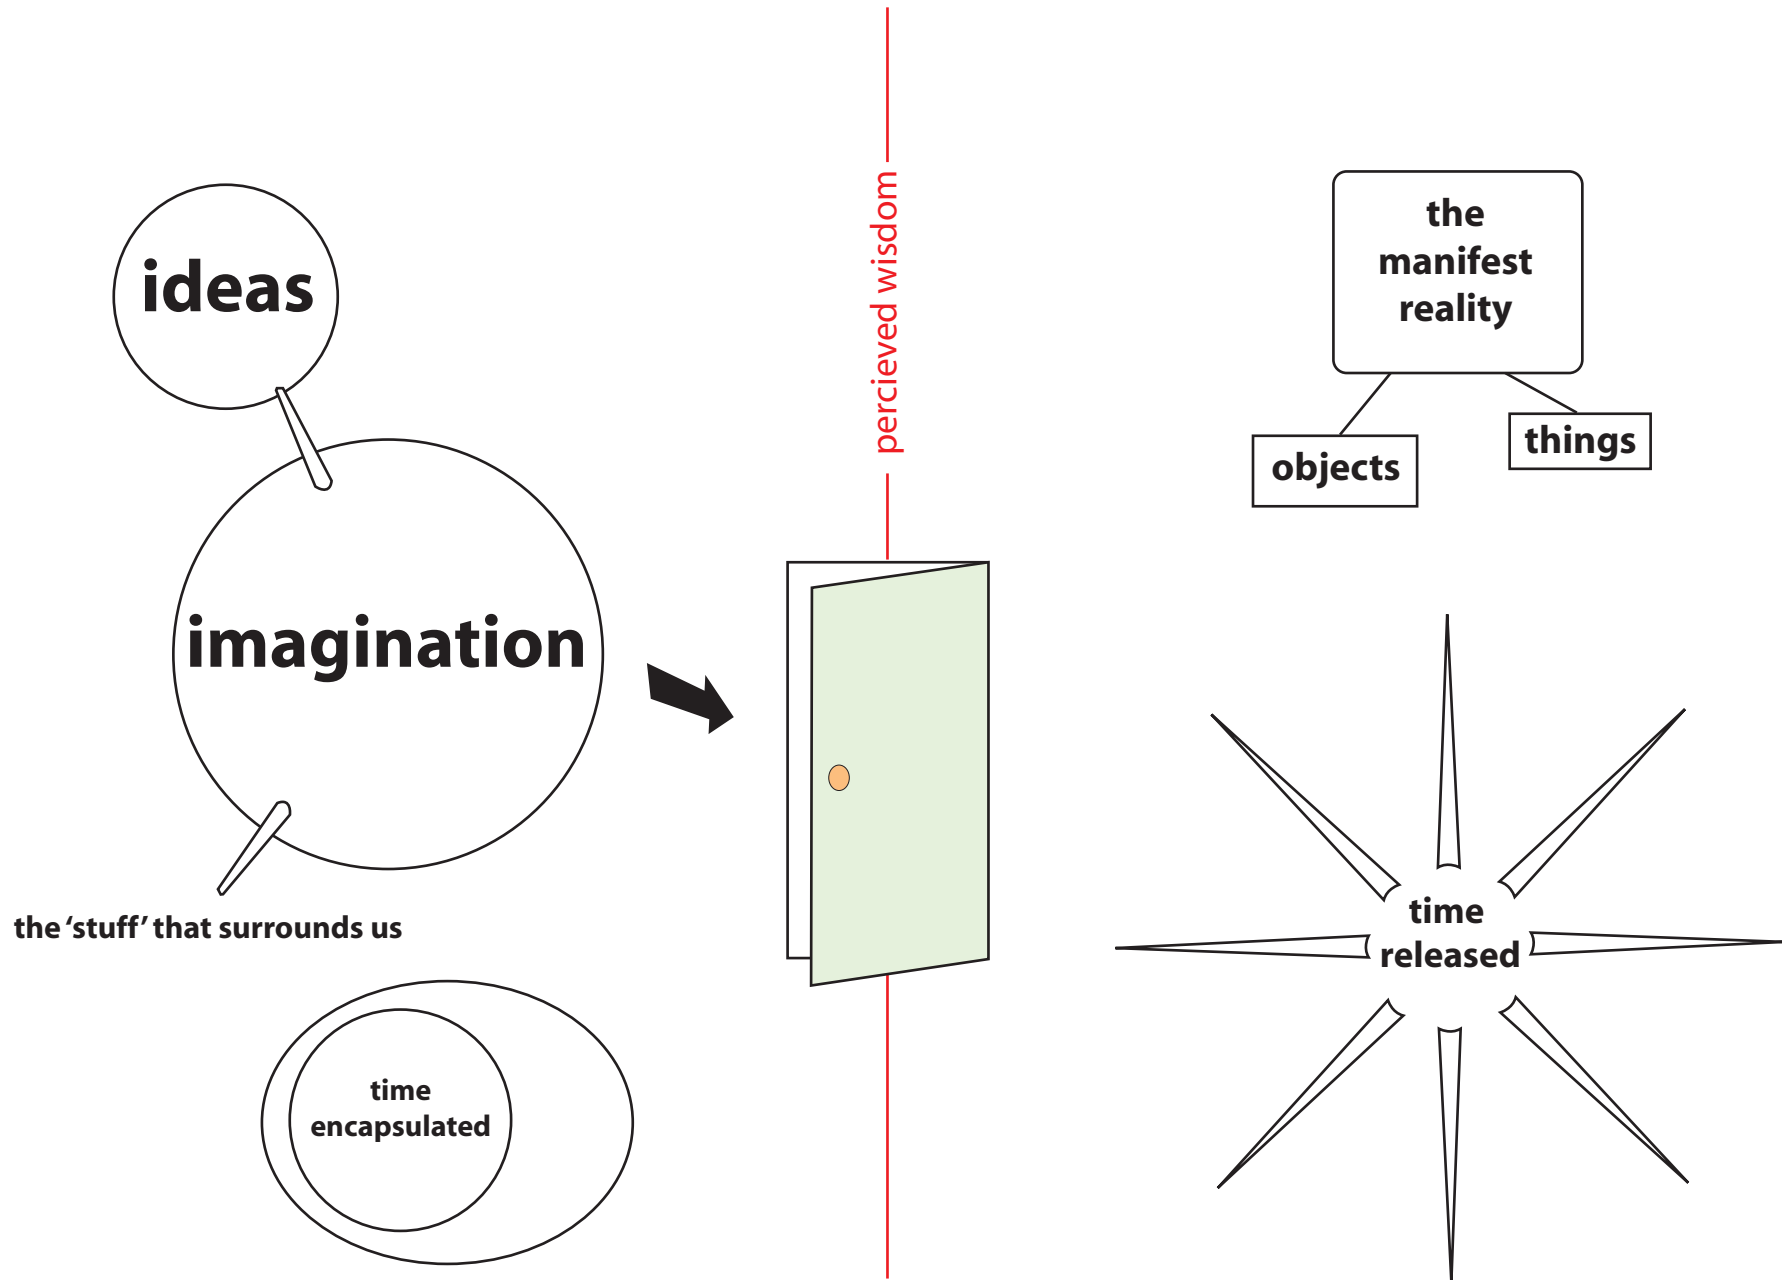 ideas
imagination
the ‘stuff’ that surrounds us
time
encapsulated
percieved wisdom
the
manifest
reality
objects
things
time
released